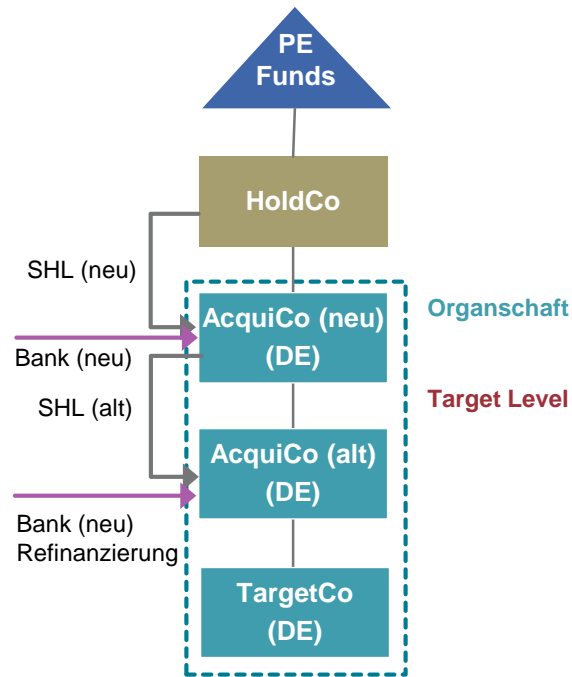 PE
Funds
HoldCo
SHL (neu)
AcquiCo (neu)
(DE)
Organschaft
Bank (neu)
SHL (alt)
Target Level
AcquiCo (alt)
(DE)
Bank (neu)
Refinanzierung
TargetCo
(DE)